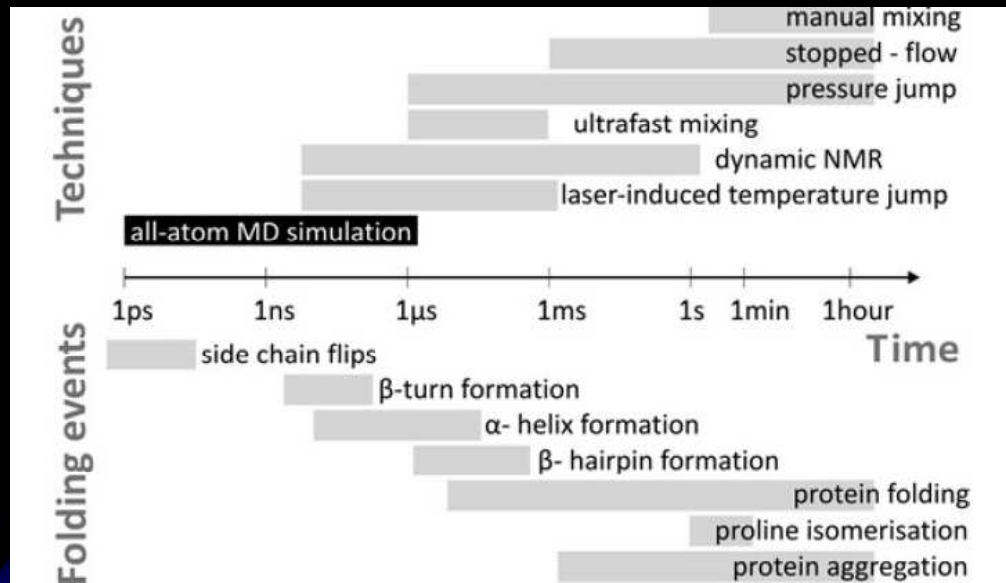 Techniques
manual mixing
stopped - flow
pressure jump
ultrafast mixing
dynamic NMR
laser-induced temperature jump
all-atom MD simulation
1ps 1ns 1μs 1ms 1s 1min 1hour
Time
Folding events
side chain flips
β-turn formation
α- helix formation
β- hairpin formation
protein folding
proline isomerisation
protein aggregation